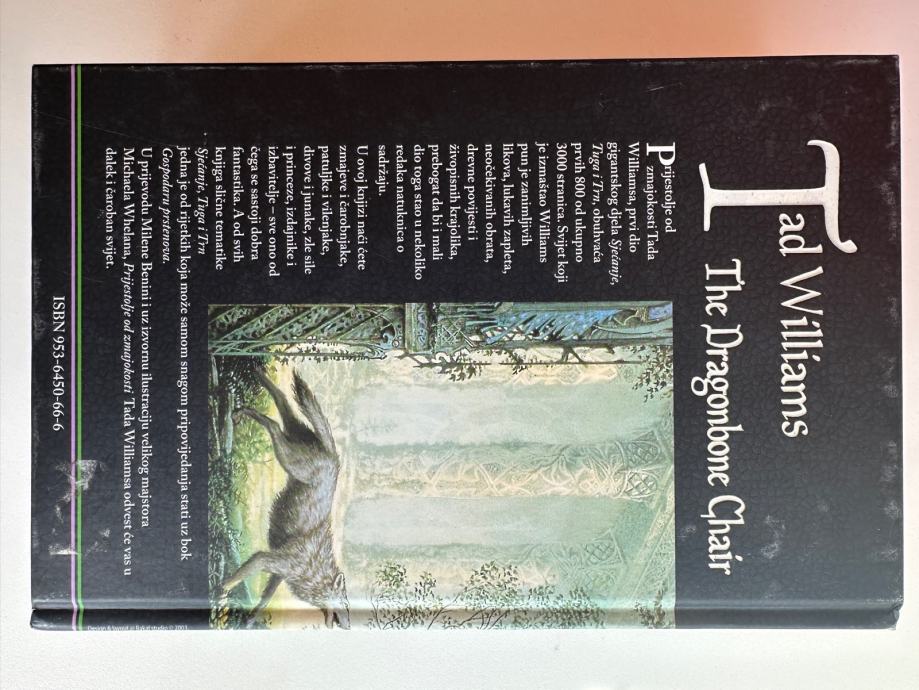 Tad Williams
The Dragonbone Chair
Prijestolje od
zmajokosti Tada
Williamsa, prvi dio
gigantskog djela Sjećanje,
Tuga i Trn, obuhvaća
prvih 800 od ukupno
3000 stranica. Svijet koji
je izmaštao Williams
pun je zanimljivih
likova, lukavih zapleta,
neočekivanih obrata,
drevne povijesti i
živopisnih krajolika,
prebogat da bi i mali
dio toga stao u nekoliko
redaka natuknica o
sadržaju.
U ovoj knjizi naći ćete
zmajeve i čarobnjake,
patuljke i vilenjake,
divove i junake, zle sile
i princeze, izdajnike i
izbavitelje – sve ono od
čega se sastoji dobra
fantastika. A od svih
knjiga slične tematike
Sjećanje, Tuga i Trn
jedna je od rijetkih koja može samom snagom pripovijedanja stati uz bok
Gospodaru prstenova.
U prijevodu Milene Benini i uz izvornu ilustraciju velikog majstora
Michaela Whelana, Prijestolje od zmajokosti Tada Williamsa odvest će vas u
dalek i čaroban svijet.
ISBN 953-6450-66-6